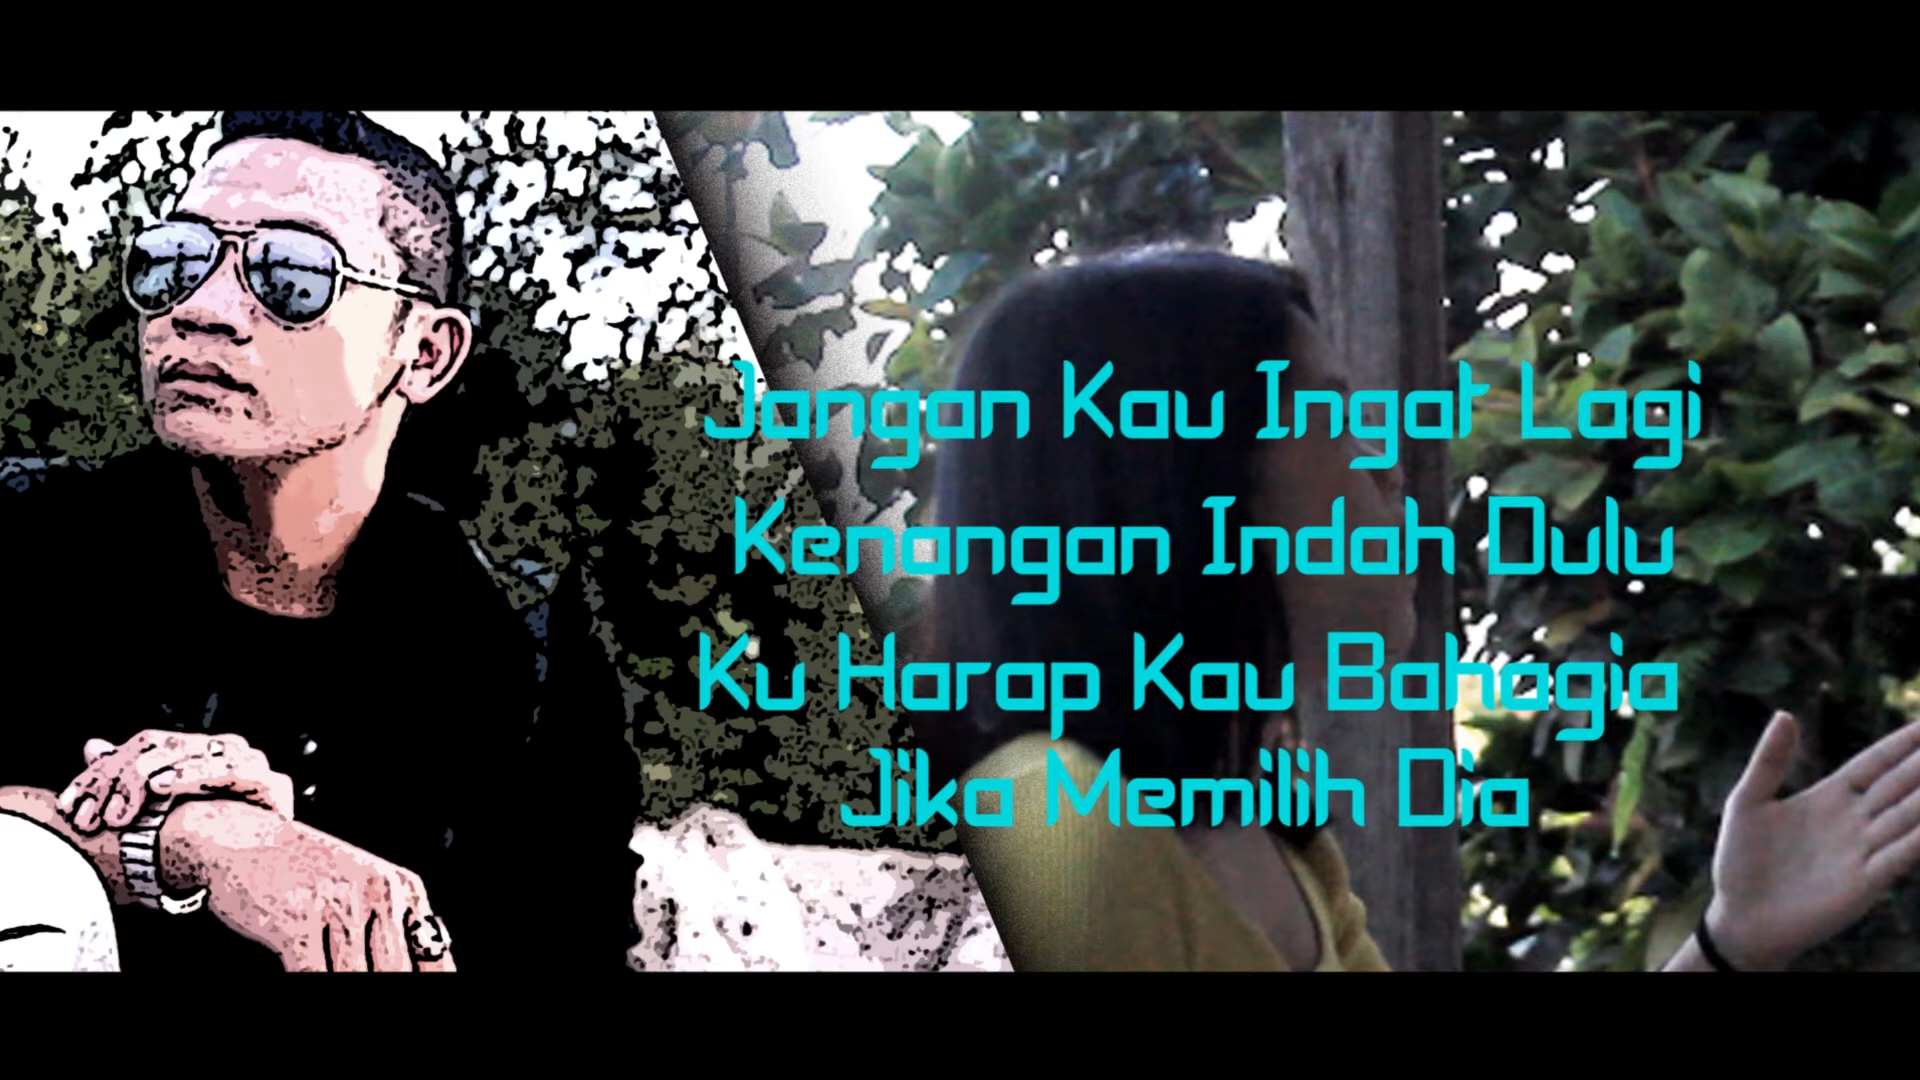 Jangan Kau Ingat Lagi
Kenangan Indah Dulu
Ku Harap Kau Bahagia
Jika Memilih Dia